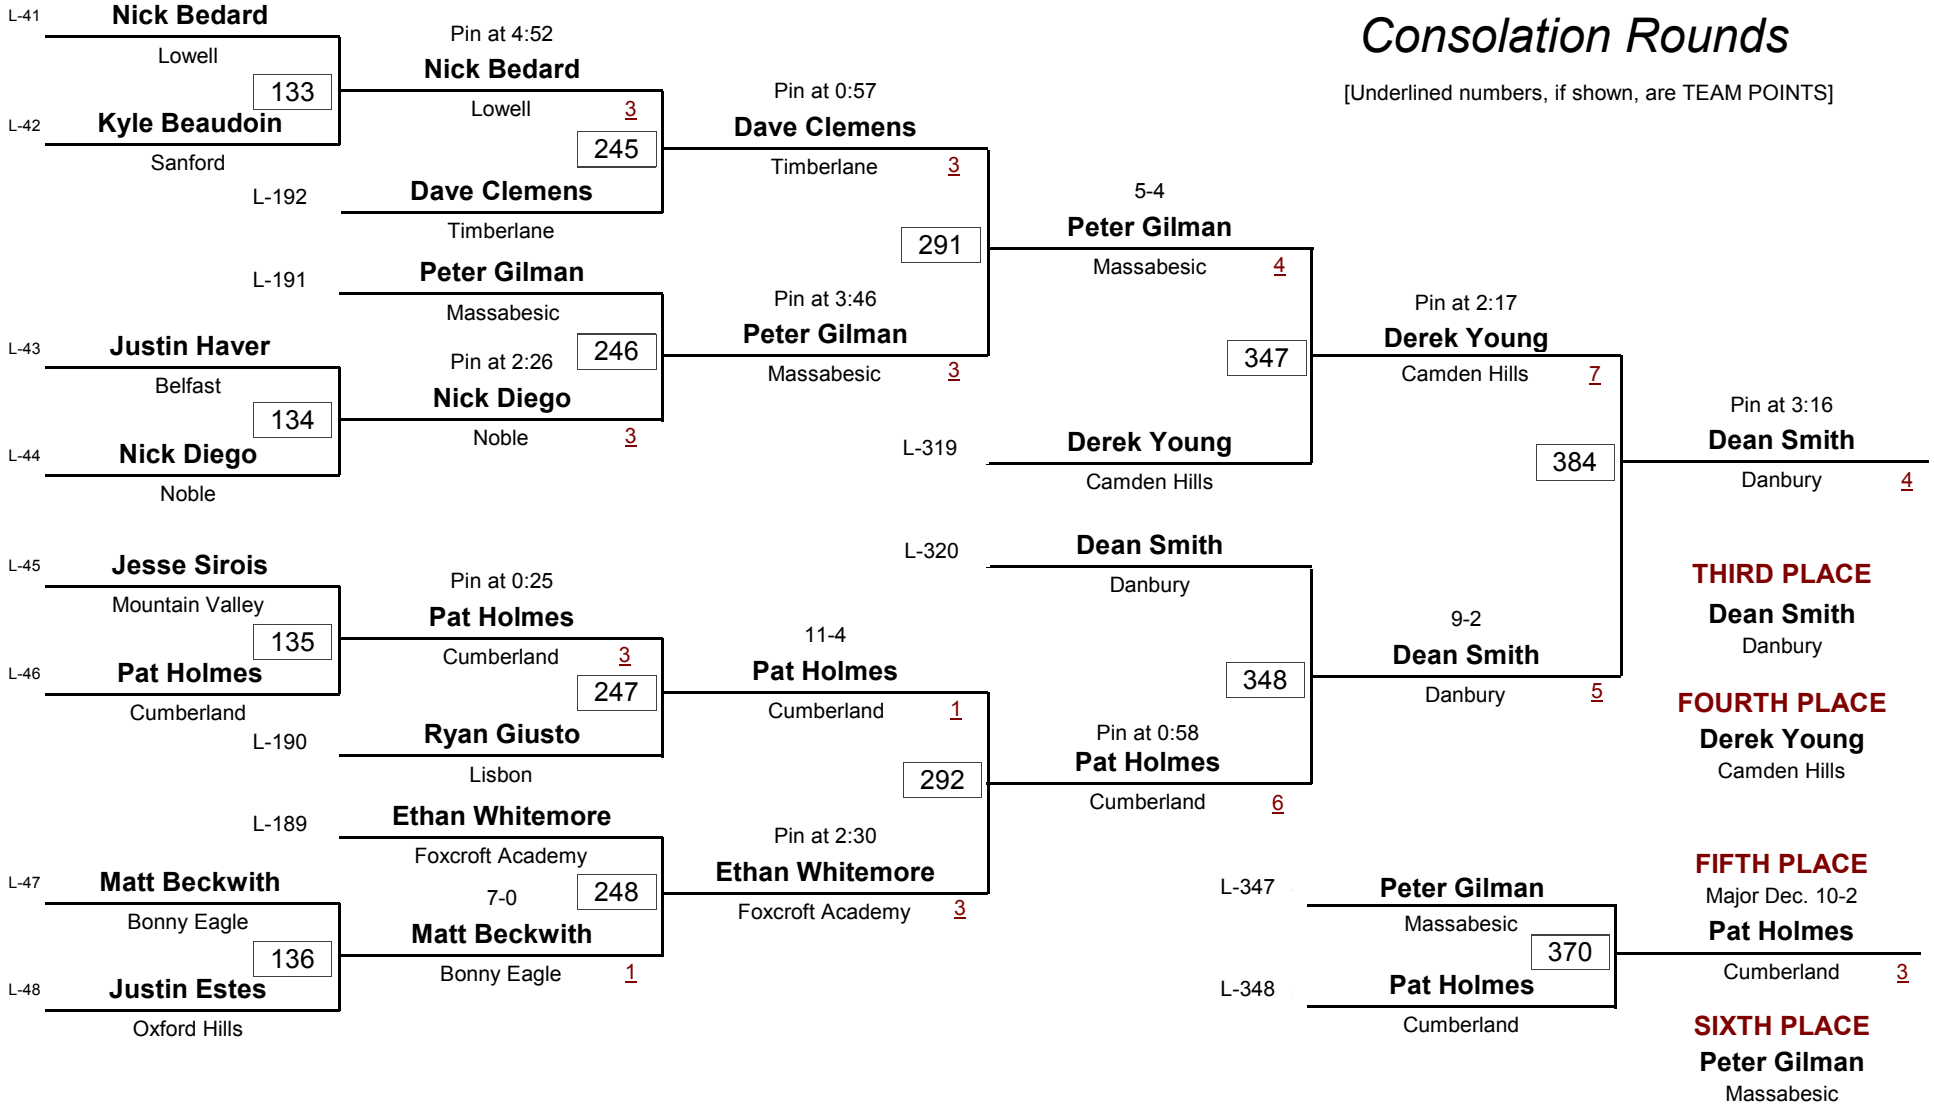 Consolation Rounds
[Underlined numbers, if shown, are TEAM POINTS]
L-41
Nick Bedard
Lowell
133
L-42
Kyle Beaudoin
Sanford
Pin at 4:52
Nick Bedard
Lowell
3
245
L-192
Dave Clemens
Timberlane
L-191
Peter Gilman
Massabesic
246
L-43
Justin Haver
Belfast
134
L-44
Nick Diego
Noble
Pin at 2:26
Nick Diego
Noble
3
Pin at 0:57
Dave Clemens
Timberlane
3
291
Pin at 3:46
Peter Gilman
Massabesic
3
5-4
Peter Gilman
Massabesic
4
347
L-319
Derek Young
Camden Hills
Pin at 2:17
Derek Young
Camden Hills
7
384
L-45
Jesse Sirois
Mountain Valley
135
L-46
Pat Holmes
Cumberland
Pin at 0:25
Pat Holmes
Cumberland
3
247
L-190
Ryan Giusto
Lisbon
L-189
Ethan Whitemore
Foxcroft Academy
248
L-47
Matt Beckwith
Bonny Eagle
136
L-48
Justin Estes
Oxford Hills
7-0
Matt Beckwith
Bonny Eagle
1
11-4
Pat Holmes
Cumberland
1
292
Pin at 2:30
Ethan Whitemore
Foxcroft Academy
3
L-320
Dean Smith
Danbury
348
Pin at 0:58
Pat Holmes
Cumberland
6
9-2
Dean Smith
Danbury
5
Pin at 3:16
Dean Smith
Danbury
4
THIRD PLACE
Dean Smith
Danbury
FOURTH PLACE
Derek Young
Camden Hills
L-347
Peter Gilman
Massabesic
370
L-348
Pat Holmes
Cumberland
FIFTH PLACE
Major Dec. 10-2
Pat Holmes
Cumberland
3
SIXTH PLACE
Peter Gilman
Massabesic